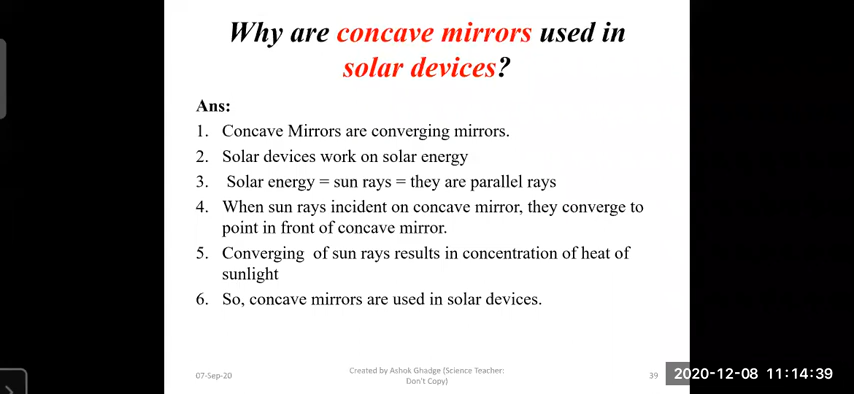 Why are concave mirrors used in
solar devices?
Ans:
1. Concave Mirrors are converging mirrors.
2. Solar devices work on solar energy
3. Solar energy = sun rays = they are parallel rays
4. When sun rays incident on concave mirror, they converge to
point in front of concave mirror.
5. Converging of sun rays results in concentration of heat of
sunlight
6. So, concave mirrors are used in solar devices.
07-Sep-20
Created by Ashok Ghadge (Science Teacher:
Don't Copy)
39
2020-12-08 11:14:39